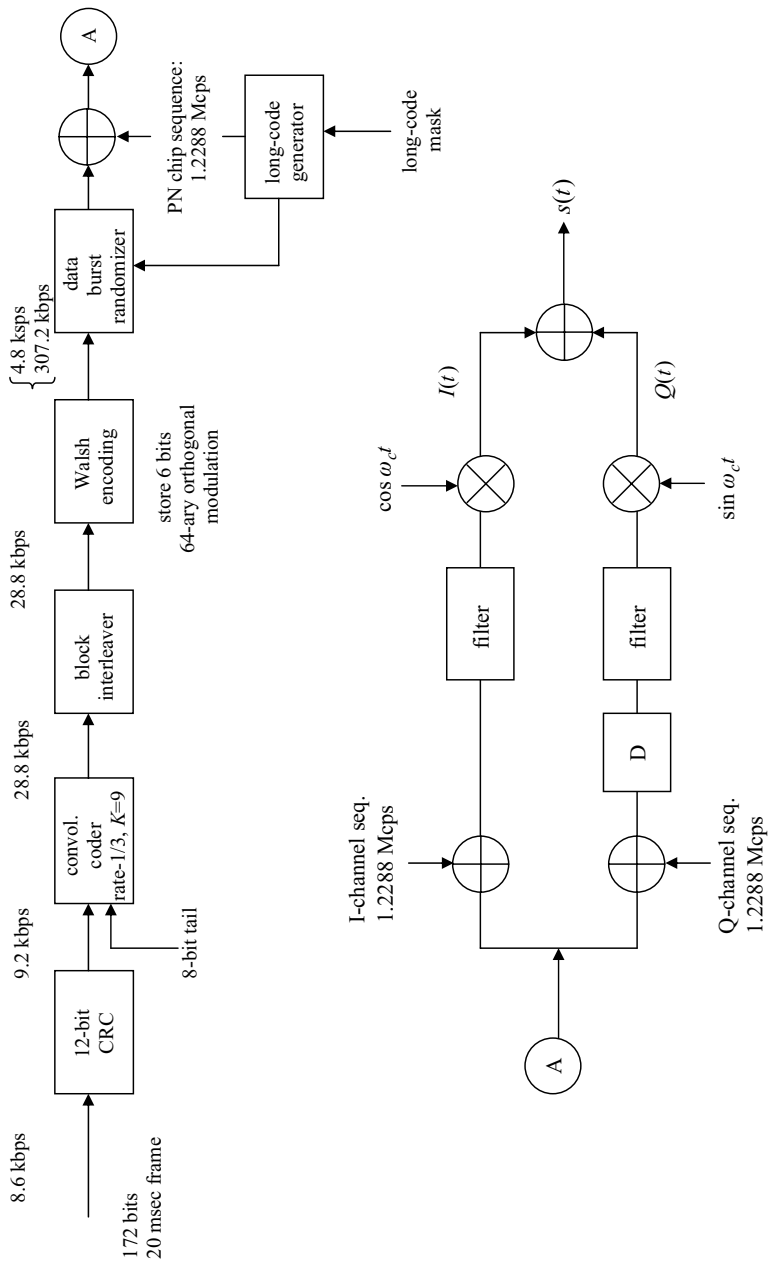 8.6 kbps
172 bits
20 msec frame
12-bit
CRC
9.2 kbps
8-bit tail
convol.
coder
rate-1/3, K=9
28.8 kbps
block
interleaver
28.8 kbps
Walsh
encoding
store 6 bits
64-ary orthogonal
modulation
4.8 ksps
307.2 kbps
data
burst
randomizer
PN chip sequence:
1.2288 Mcps
long-code
generator
long-code
mask
A
A
I-channel seq.
1.2288 Mcps
filter
cos ω_c t
I(t)
Q-channel seq.
1.2288 Mcps
D
filter
sin ω_c t
Q(t)
s(t)